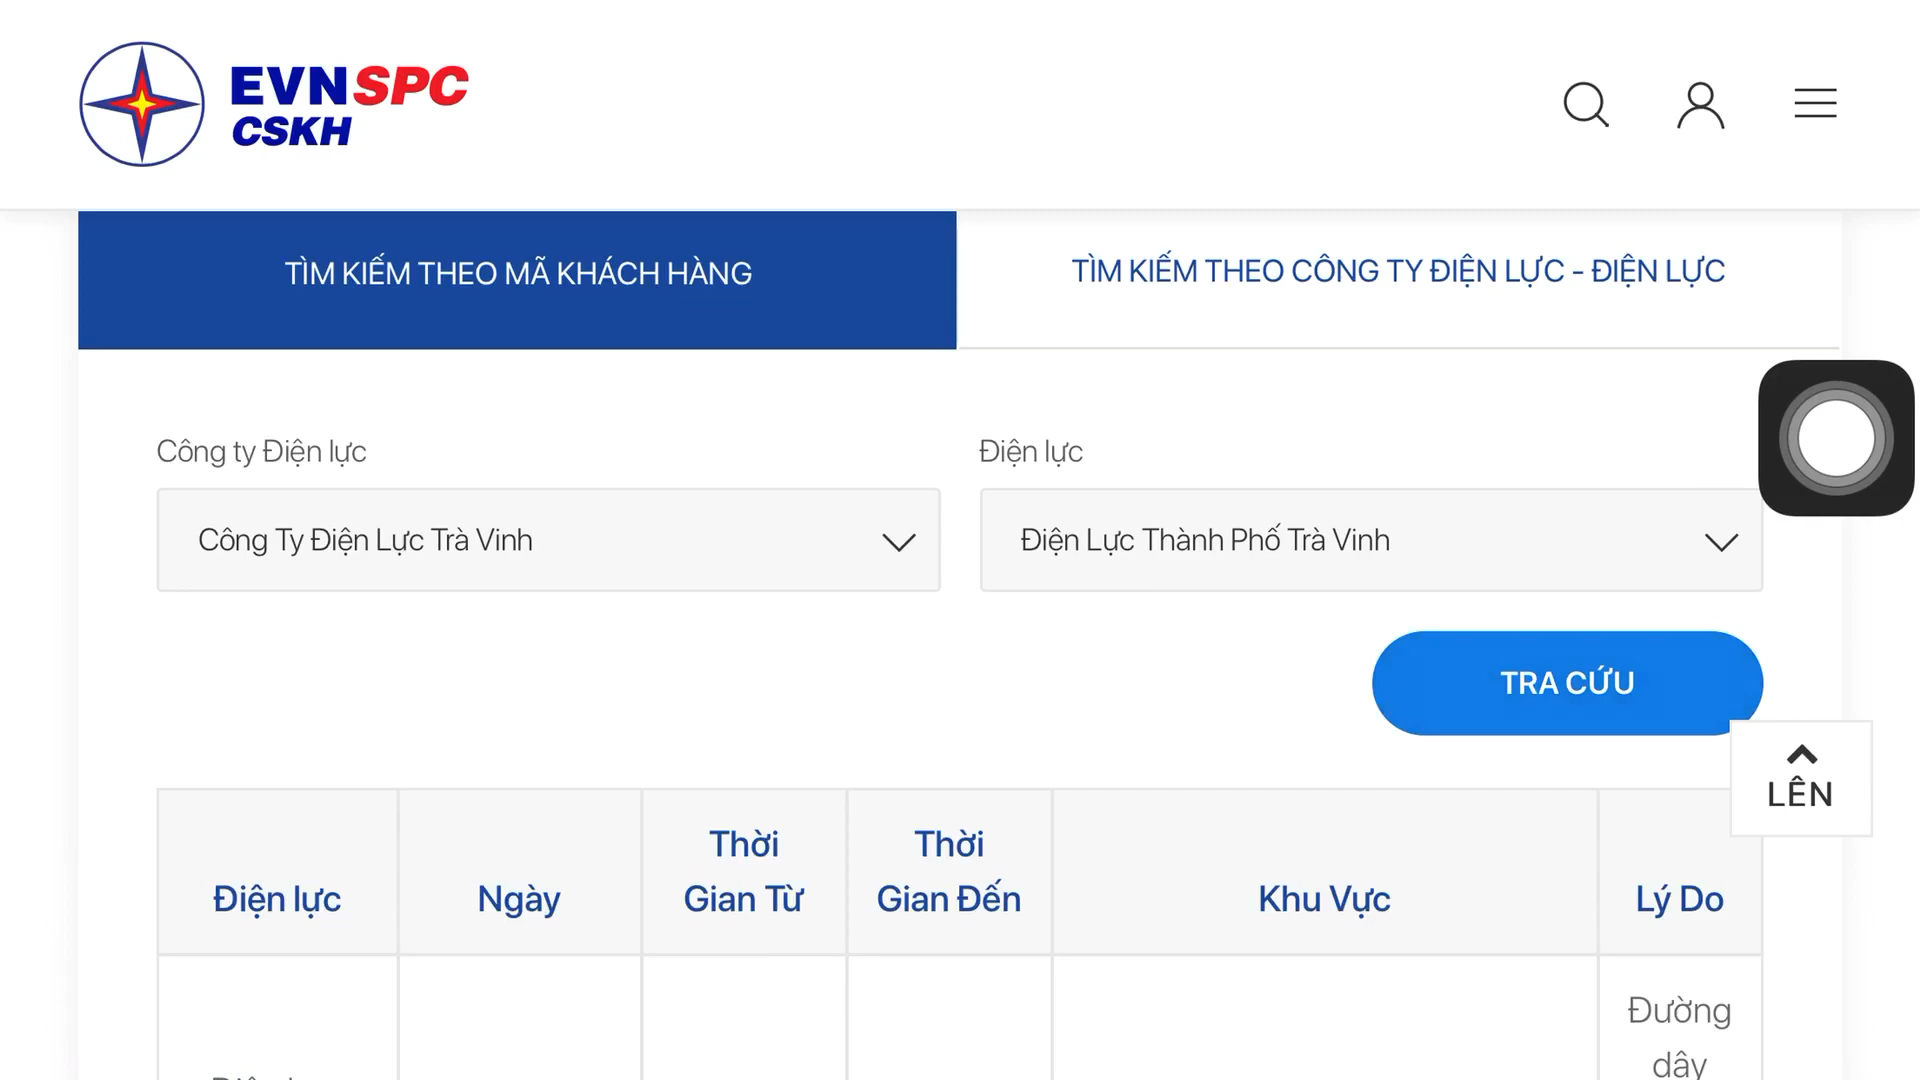 EVNSPC
CSKH
TÌM KIẾM THEO MÃ KHÁCH HÀNG
TÌM KIẾM THEO CÔNG TY ĐIỆN LỰC - ĐIỆN LỰC
Công ty Điện lực
Điện lực
Công Ty Điện Lực Trà Vinh
Điện Lực Thành Phố Trà Vinh
TRA CỨU
LÊN
Điện lực
Ngày
Thời
Gian Từ
Thời
Gian Đến
Khu Vực
Lý Do
Đường
dây